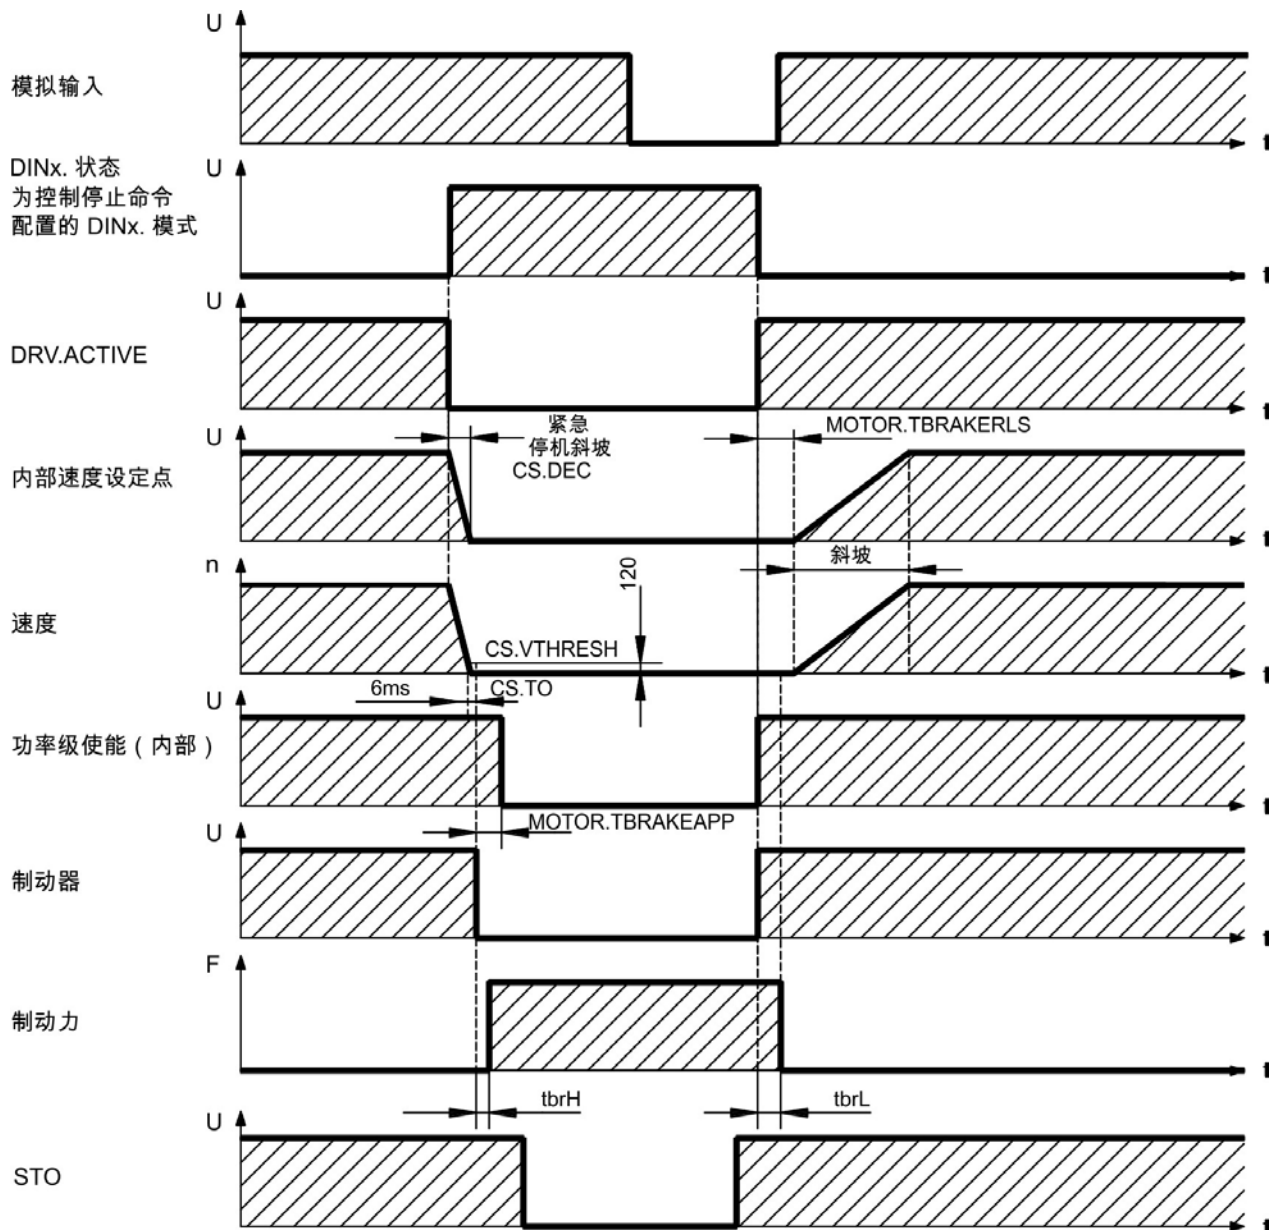 U
模拟输入
t
DINx. 状态
为控制停止命令
配置的 DINx. 模式
U
t
U
DRV.ACTIVE
t
U
内部速度设定点
紧急
停机斜坡
CS.DEC
MOTOR.TBRAKERLS
t
n
斜坡
120
速度
CS.VTHRESH
t
6ms
CS.TO
U
功率级使能（内部）
t
MOTOR.TBRAKEAPP
U
制动器
t
F
制动力
t
tbrH
tbrL
U
STO
t